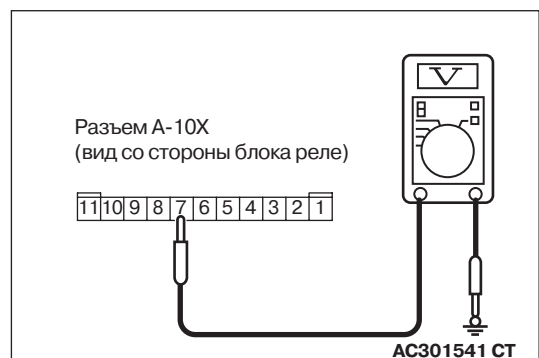 V
Разъем А-10Х
(вид со стороны блока реле)
11 10 9 8 7 6 5 4 3 2 1
AC301541 CT